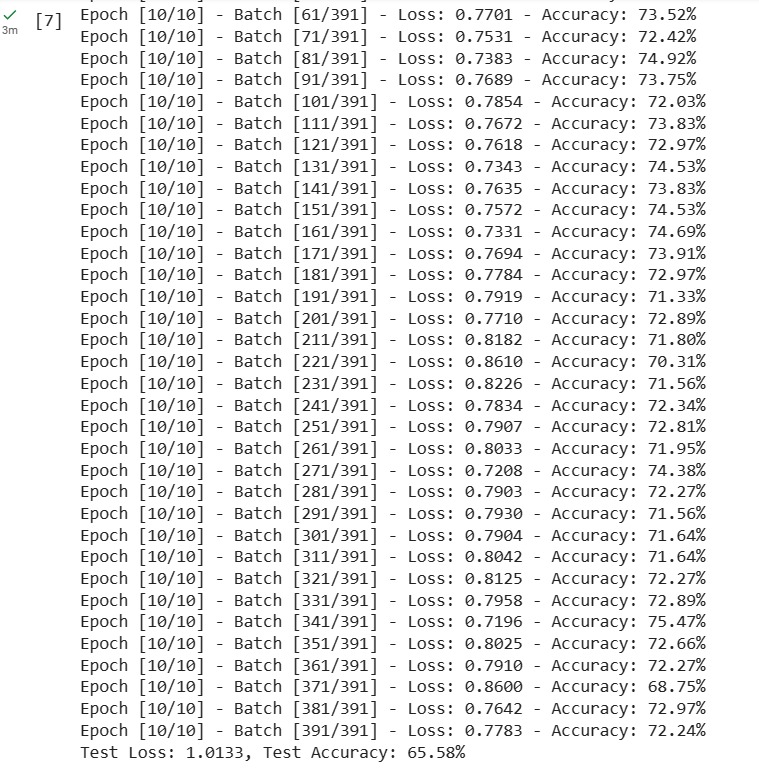 [7] Epoch [10/10] - Batch [61/391] - Loss: 0.7701 - Accuracy: 73.52%
3m Epoch [10/10] - Batch [71/391] - Loss: 0.7531 - Accuracy: 72.42%
Epoch [10/10] - Batch [81/391] - Loss: 0.7383 - Accuracy: 74.92%
Epoch [10/10] - Batch [91/391] - Loss: 0.7689 - Accuracy: 73.75%
Epoch [10/10] - Batch [101/391] - Loss: 0.7854 - Accuracy: 72.03%
Epoch [10/10] - Batch [111/391] - Loss: 0.7672 - Accuracy: 73.83%
Epoch [10/10] - Batch [121/391] - Loss: 0.7618 - Accuracy: 72.97%
Epoch [10/10] - Batch [131/391] - Loss: 0.7343 - Accuracy: 74.53%
Epoch [10/10] - Batch [141/391] - Loss: 0.7635 - Accuracy: 73.83%
Epoch [10/10] - Batch [151/391] - Loss: 0.7572 - Accuracy: 74.53%
Epoch [10/10] - Batch [161/391] - Loss: 0.7331 - Accuracy: 74.69%
Epoch [10/10] - Batch [171/391] - Loss: 0.7694 - Accuracy: 73.91%
Epoch [10/10] - Batch [181/391] - Loss: 0.7784 - Accuracy: 72.97%
Epoch [10/10] - Batch [191/391] - Loss: 0.7919 - Accuracy: 71.33%
Epoch [10/10] - Batch [201/391] - Loss: 0.7710 - Accuracy: 72.89%
Epoch [10/10] - Batch [211/391] - Loss: 0.8182 - Accuracy: 71.80%
Epoch [10/10] - Batch [221/391] - Loss: 0.8610 - Accuracy: 70.31%
Epoch [10/10] - Batch [231/391] - Loss: 0.8226 - Accuracy: 71.56%
Epoch [10/10] - Batch [241/391] - Loss: 0.7834 - Accuracy: 72.34%
Epoch [10/10] - Batch [251/391] - Loss: 0.7907 - Accuracy: 72.81%
Epoch [10/10] - Batch [261/391] - Loss: 0.8033 - Accuracy: 71.95%
Epoch [10/10] - Batch [271/391] - Loss: 0.7208 - Accuracy: 74.38%
Epoch [10/10] - Batch [281/391] - Loss: 0.7903 - Accuracy: 72.27%
Epoch [10/10] - Batch [291/391] - Loss: 0.7930 - Accuracy: 71.56%
Epoch [10/10] - Batch [301/391] - Loss: 0.7904 - Accuracy: 71.64%
Epoch [10/10] - Batch [311/391] - Loss: 0.8042 - Accuracy: 71.64%
Epoch [10/10] - Batch [321/391] - Loss: 0.8125 - Accuracy: 72.27%
Epoch [10/10] - Batch [331/391] - Loss: 0.7958 - Accuracy: 72.89%
Epoch [10/10] - Batch [341/391] - Loss: 0.7196 - Accuracy: 75.47%
Epoch [10/10] - Batch [351/391] - Loss: 0.8025 - Accuracy: 72.66%
Epoch [10/10] - Batch [361/391] - Loss: 0.7910 - Accuracy: 72.27%
Epoch [10/10] - Batch [371/391] - Loss: 0.8600 - Accuracy: 68.75%
Epoch [10/10] - Batch [381/391] - Loss: 0.7642 - Accuracy: 72.97%
Epoch [10/10] - Batch [391/391] - Loss: 0.7783 - Accuracy: 72.24%
Test Loss: 1.0133, Test Accuracy: 65.58%